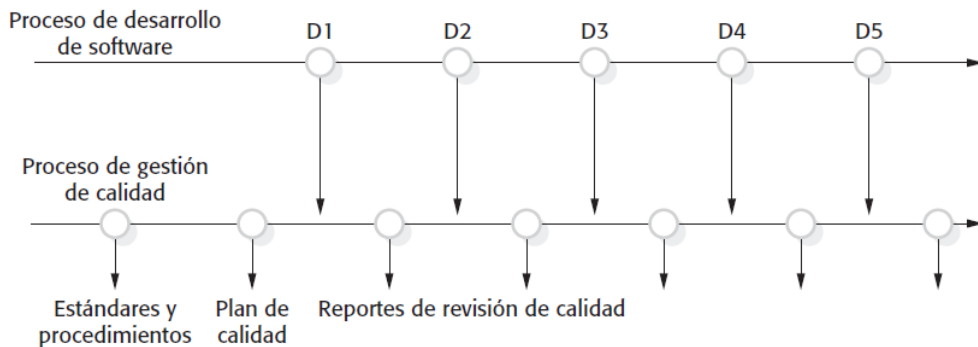 Proceso de desarrollo
de software
D1
D2
D3
D4
D5
Proceso de gestión
de calidad
Estándares y
procedimientos
Plan de
calidad
Reportes de revisión de calidad